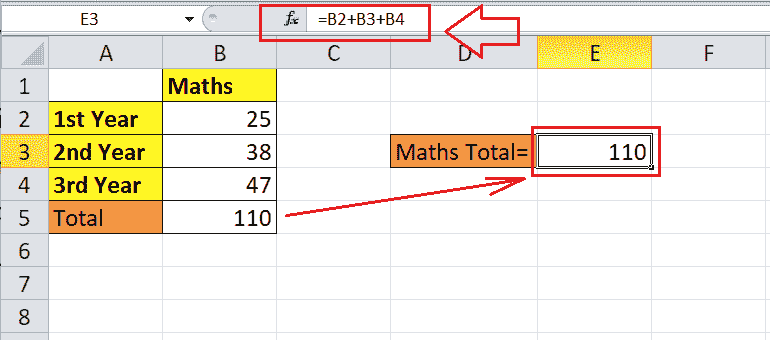 E3 fx =B2+B3+B4
A B C D E F
1 Maths
2 1st Year 25
3 2nd Year 38 Maths Total= 110
4 3rd Year 47
5 Total 110
6
7
8